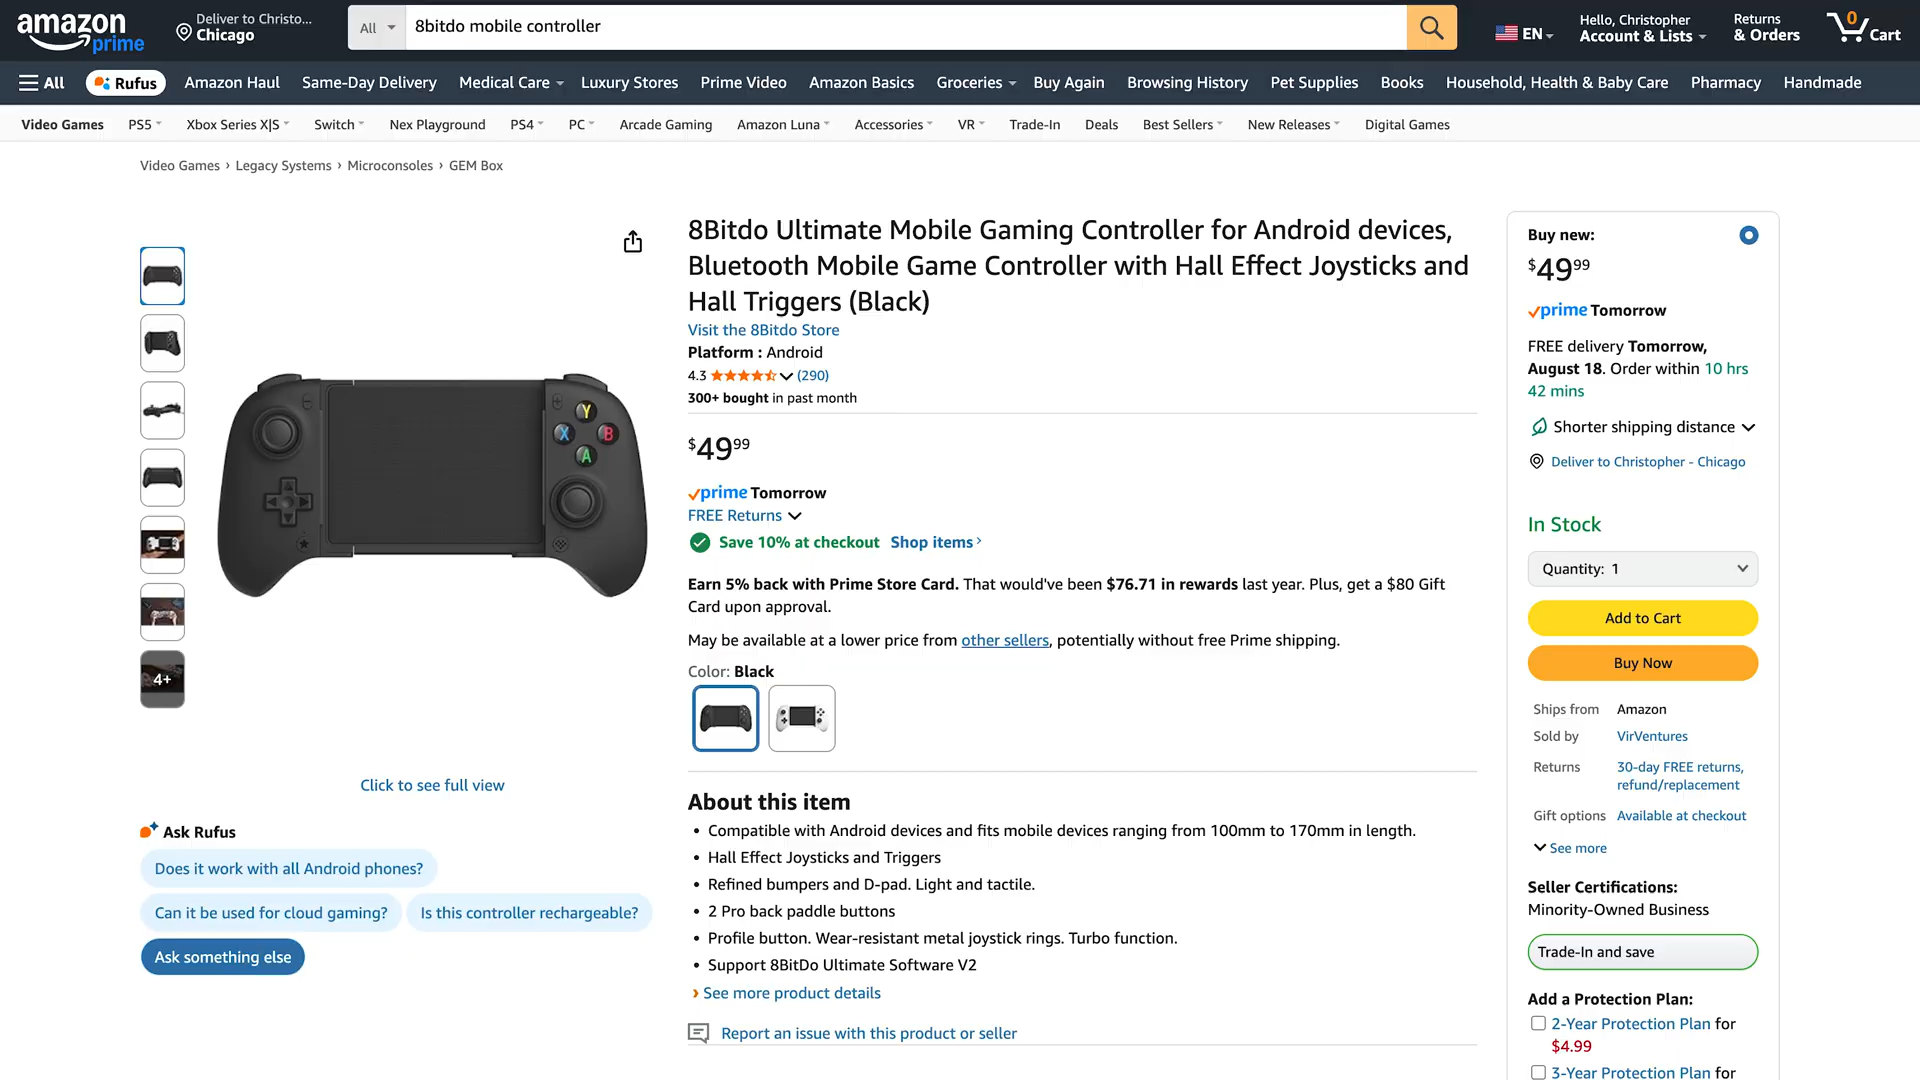 amazon
prime
Deliver to Christo...
Chicago
All
8bitdo mobile controller
EN
Hello, Christopher
Account & Lists
Returns
& Orders
0
Cart
All
Rufus
Amazon Haul
Same-Day Delivery
Medical Care
Luxury Stores
Prime Video
Amazon Basics
Groceries
Buy Again
Browsing History
Pet Supplies
Books
Household, Health & Baby Care
Pharmacy
Handmade
Video Games
PS5
Xbox Series X|S
Switch
Nex Playground
PS4
PC
Arcade Gaming
Amazon Luna
Accessories
VR
Trade-In
Deals
Best Sellers
New Releases
Digital Games
Video Games › Legacy Systems › Microconsoles › GEM Box
4+
Y
X
B
A
Click to see full view
Ask Rufus
Does it work with all Android phones?
Can it be used for cloud gaming?
Is this controller rechargeable?
Ask something else
8Bitdo Ultimate Mobile Gaming Controller for Android devices,
Bluetooth Mobile Game Controller with Hall Effect Joysticks and
Hall Triggers (Black)
Visit the 8Bitdo Store
Platform : Android
4.3 (290)
300+ bought in past month
$49 99
prime Tomorrow
FREE Returns
Save 10% at checkout Shop items ›
Earn 5% back with Prime Store Card. That would've been $76.71 in rewards last year. Plus, get a $80 Gift
Card upon approval.
May be available at a lower price from other sellers, potentially without free Prime shipping.
Color: Black
About this item
• Compatible with Android devices and fits mobile devices ranging from 100mm to 170mm in length.
• Hall Effect Joysticks and Triggers
• Refined bumpers and D-pad. Light and tactile.
• 2 Pro back paddle buttons
• Profile button. Wear-resistant metal joystick rings. Turbo function.
• Support 8BitDo Ultimate Software V2
› See more product details
Report an issue with this product or seller
Buy new:
$49 99
prime Tomorrow
FREE delivery Tomorrow,
August 18. Order within 10 hrs
42 mins
Shorter shipping distance
Deliver to Christopher - Chicago
In Stock
Quantity: 1
Add to Cart
Buy Now
Ships from Amazon
Sold by VirVentures
Returns 30-day FREE returns,
refund/replacement
Gift options Available at checkout
See more
Seller Certifications:
Minority-Owned Business
Trade-In and save
Add a Protection Plan:
2-Year Protection Plan for
$4.99
3-Year Protection Plan for